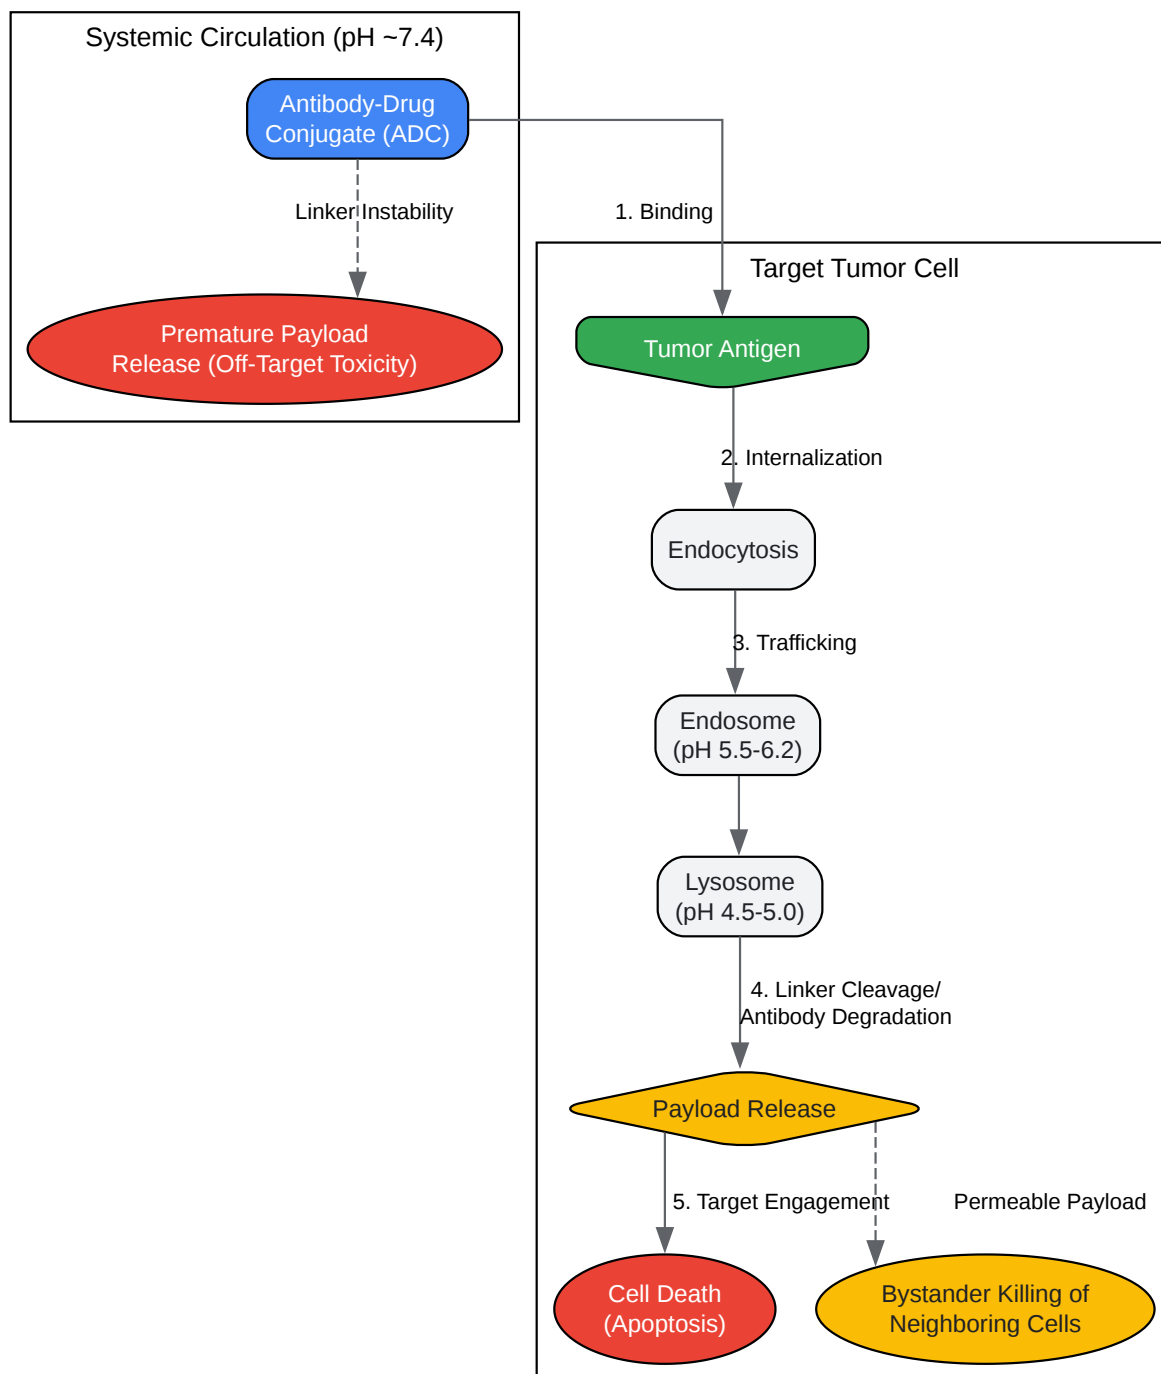 Systemic Circulation (pH ~7.4)
Antibody-Drug
Conjugate (ADC)
Linker Instability
1. Binding
Premature Payload
Release (Off-Target Toxicity)
Target Tumor Cell
Tumor Antigen
2. Internalization
Endocytosis
3. Trafficking
Endosome
(pH 5.5-6.2)
Lysosome
(pH 4.5-5.0)
4. Linker Cleavage/
Antibody Degradation
Payload Release
5. Target Engagement
Permeable Payload
Cell Death
(Apoptosis)
Bystander Killing of
Neighboring Cells